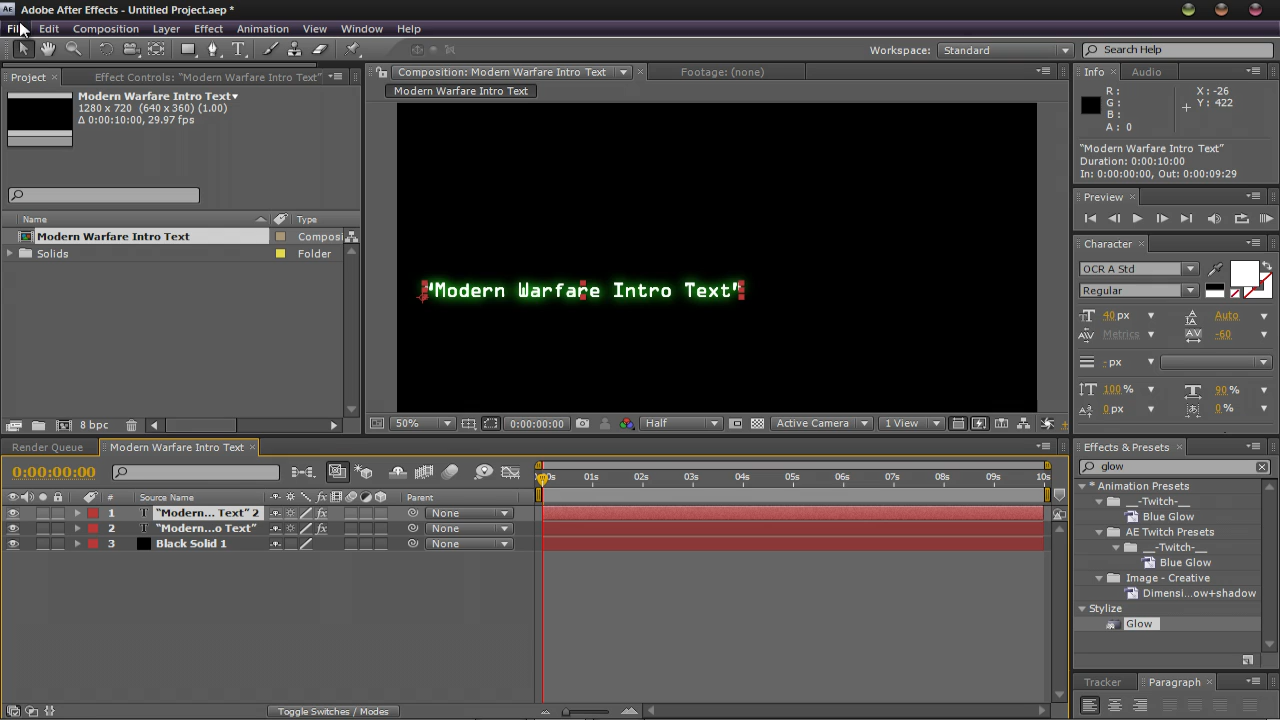 AE Adobe After Effects - Untitled Project.aep *
File Edit Composition Layer Effect Animation View Window Help
Workspace: Standard Search Help
Project Effect Controls: "Modern Warfare Intro Text"
Composition: Modern Warfare Intro Text Footage: (none)
Info Audio
Modern Warfare Intro Text
1280 x 720 (640 x 360) (1.00)
Δ 0:00:10:00, 29.97 fps
Modern Warfare Intro Text
R :
G :
B :
A : 0
X : -26
Y : 422
"Modern Warfare Intro Text"
Duration: 0:00:10:00
In: 0:00:00:00, Out: 0:00:09:29
Preview
Name Type
Modern Warfare Intro Text Composi
Solids Folder
"Modern Warfare Intro Text"
Character
OCR A Std
Regular
40 px Auto
Metrics -60
- px
100 % 90 %
0 px 0 %
8 bpc
50% 0:00:00:00 Half Active Camera 1 View
Render Queue Modern Warfare Intro Text
0:00:00:00
01s 02s 03s 04s 05s 06s 07s 08s 09s 10s
# Source Name Parent
1 T "Modern... Text" 2 fx None
2 T "Modern...o Text" fx None
3 Black Solid 1 None
Toggle Switches / Modes
Effects & Presets
glow
* Animation Presets
__-Twitch-__
Blue Glow
AE Twitch Presets
__-Twitch-__
Blue Glow
Image - Creative
Dimensi...ow+shadow
Stylize
Glow
Tracker Paragraph